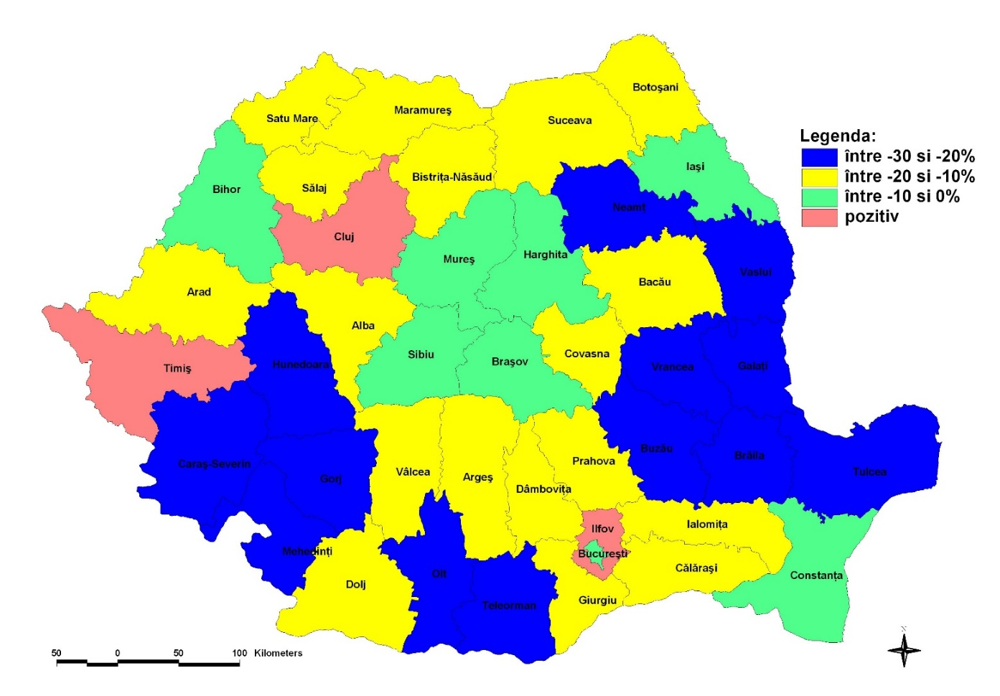 Botoşani
Satu Mare
Maramureş
Suceava
Legenda:
între -30 si -20%
între -20 si -10%
între -10 si 0%
pozitiv
Iaşi
Bistriţa-Năsăud
Sălaj
Bihor
Neamţ
Cluj
Mureş
Harghita
Vaslui
Bacău
Arad
Alba
Covasna
Sibiu
Braşov
Hunedoara
Timiş
Vrancea
Galaţi
Buzău
Brăila
Prahova
Caraş-Severin
Vâlcea
Argeş
Gorj
Tulcea
Dâmboviţa
Ialomiţa
Ilfov
Bucureşti
Mehedinţi
Călăraşi
Constanţa
Olt
Dolj
Giurgiu
Teleorman
N
50 0 50 100 Kilometers